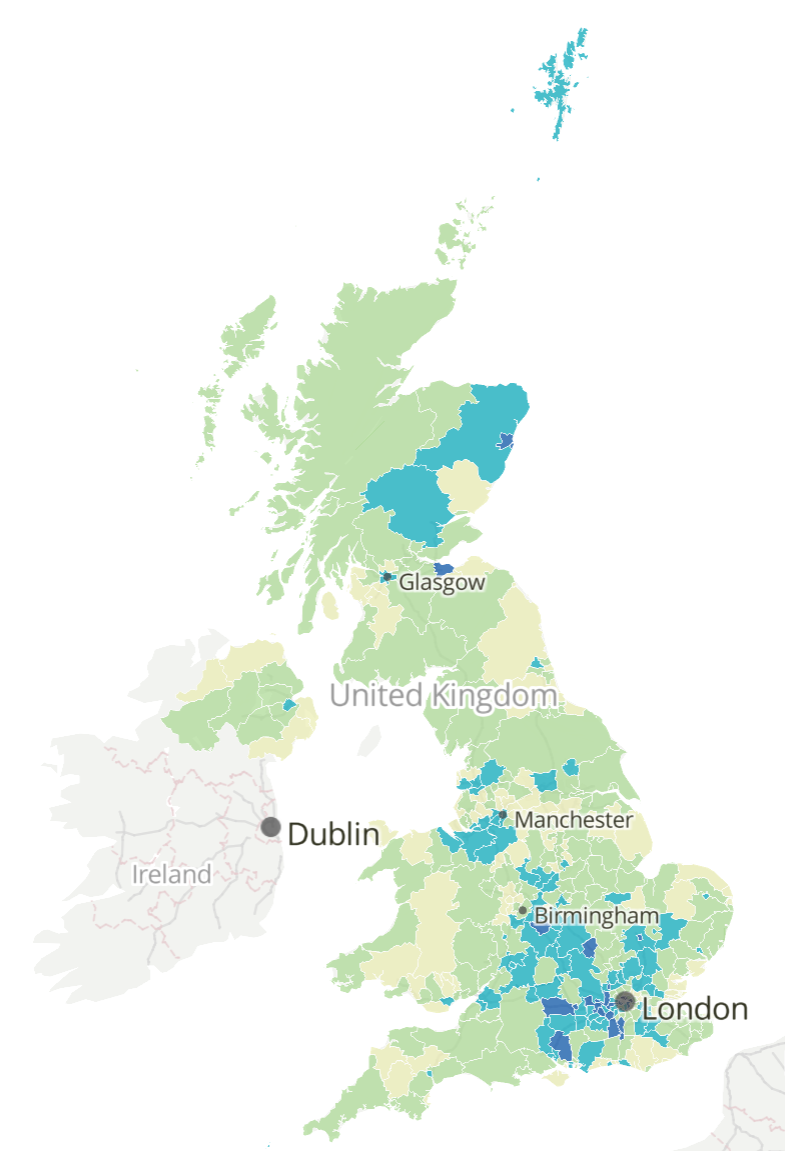 Glasgow
United Kingdom
Manchester
Dublin
Ireland
Birmingham
London